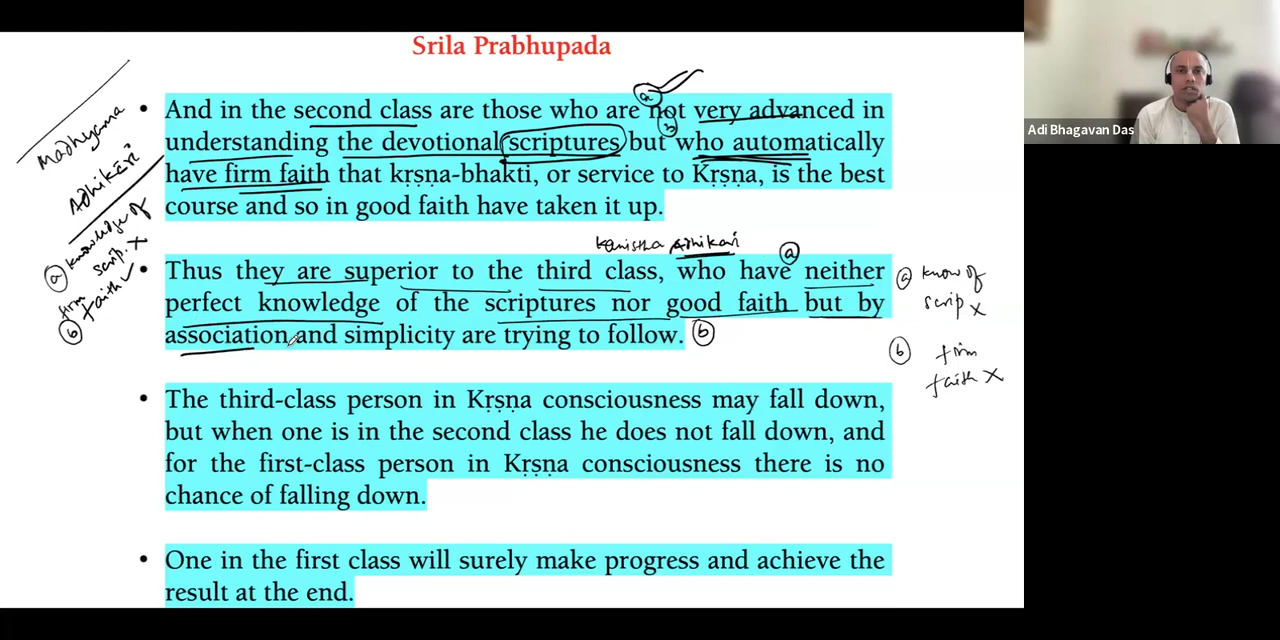 Srila Prabhupada
• And in the second class are those who are not very advanced in
understanding the devotional scriptures but who automatically
have firm faith that kṛṣṇa-bhakti, or service to Kṛṣṇa, is the best
course and so in good faith have taken it up.
• Thus they are superior to the third class, who have neither
perfect knowledge of the scriptures nor good faith but by
association and simplicity are trying to follow.
• The third-class person in Kṛṣṇa consciousness may fall down,
but when one is in the second class he does not fall down, and
for the first-class person in Kṛṣṇa consciousness there is no
chance of falling down.
• One in the first class will surely make progress and achieve the
result at the end.
Madhyama
Adhikārī
a knowledge of
scrip. X
b firm
faith ✓
a
b
Kanistha Adhikari
a
b
a know of
scrip X
b firm
faith X
Adi Bhagavan Das